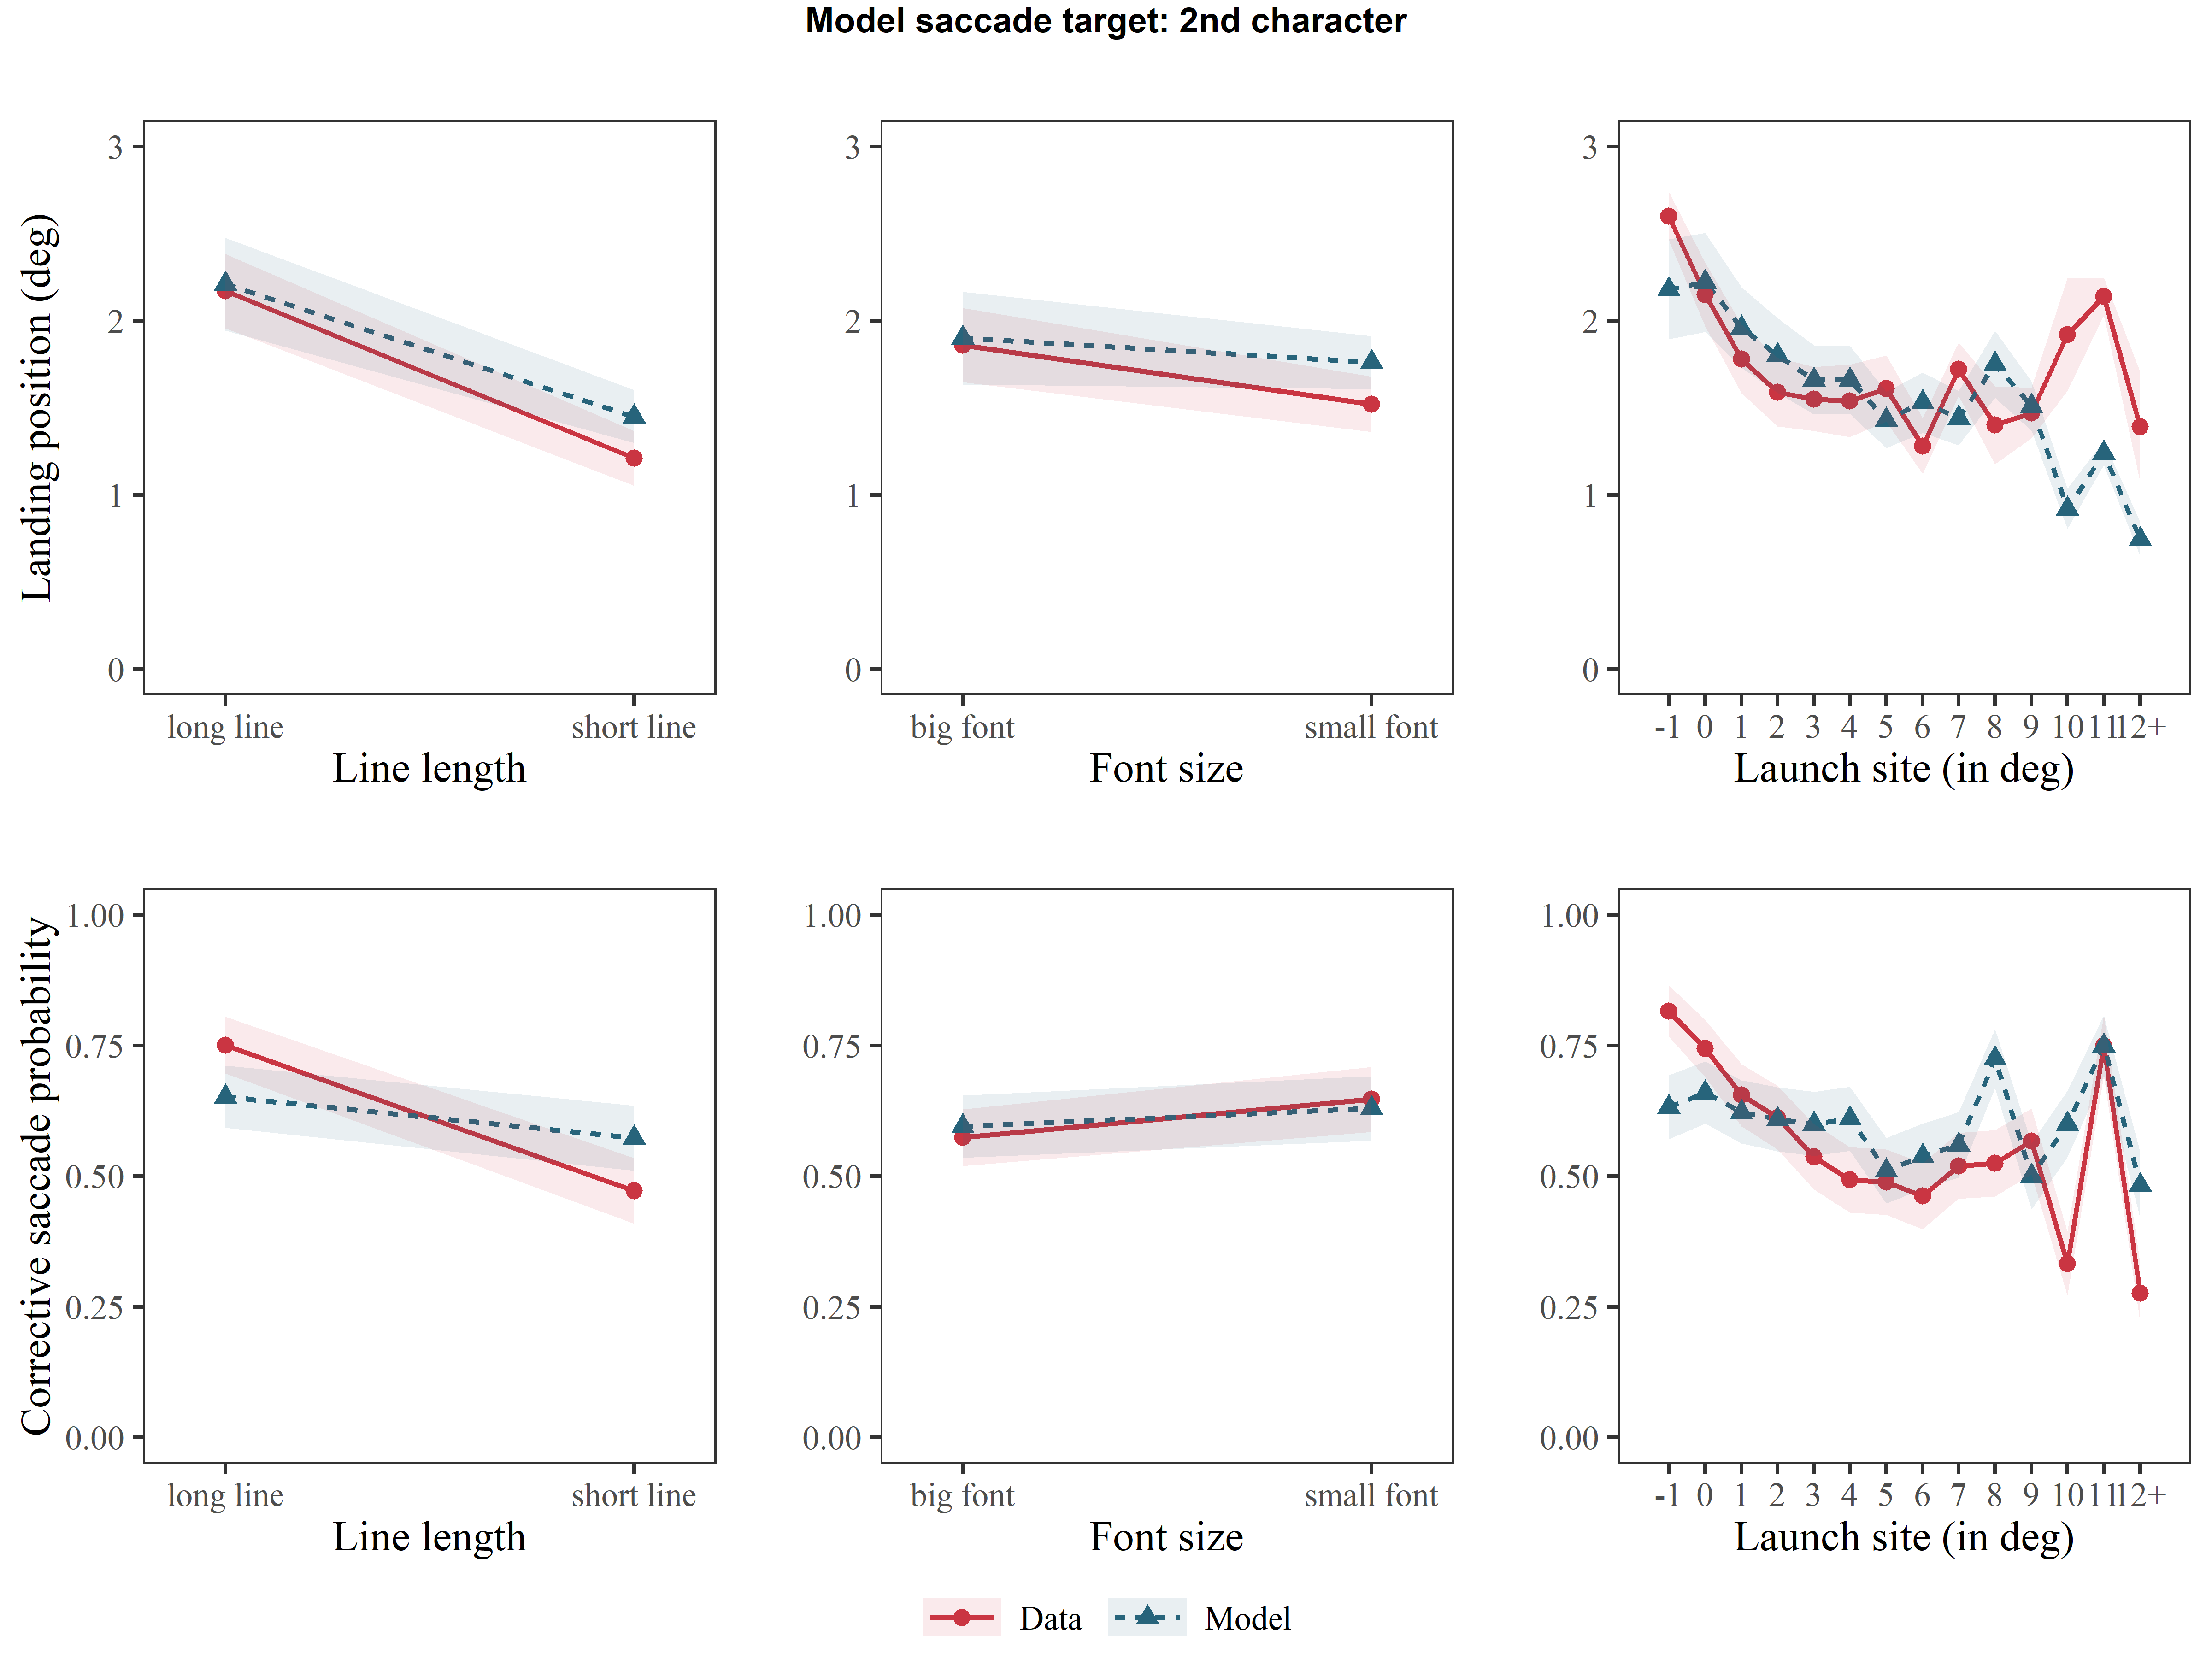 Model saccade target: 2nd character
Landing position (deg)
3
2
1
0
long line short line
Line length
3
2
1
0
big font small font
Font size
3
2
1
0
-1 0 1 2 3 4 5 6 7 8 9 10 11 12+
Launch site (in deg)
Corrective saccade probability
1.00
0.75
0.50
0.25
0.00
long line short line
Line length
1.00
0.75
0.50
0.25
0.00
big font small font
Font size
1.00
0.75
0.50
0.25
0.00
-1 0 1 2 3 4 5 6 7 8 9 10 11 12+
Launch site (in deg)
Data Model